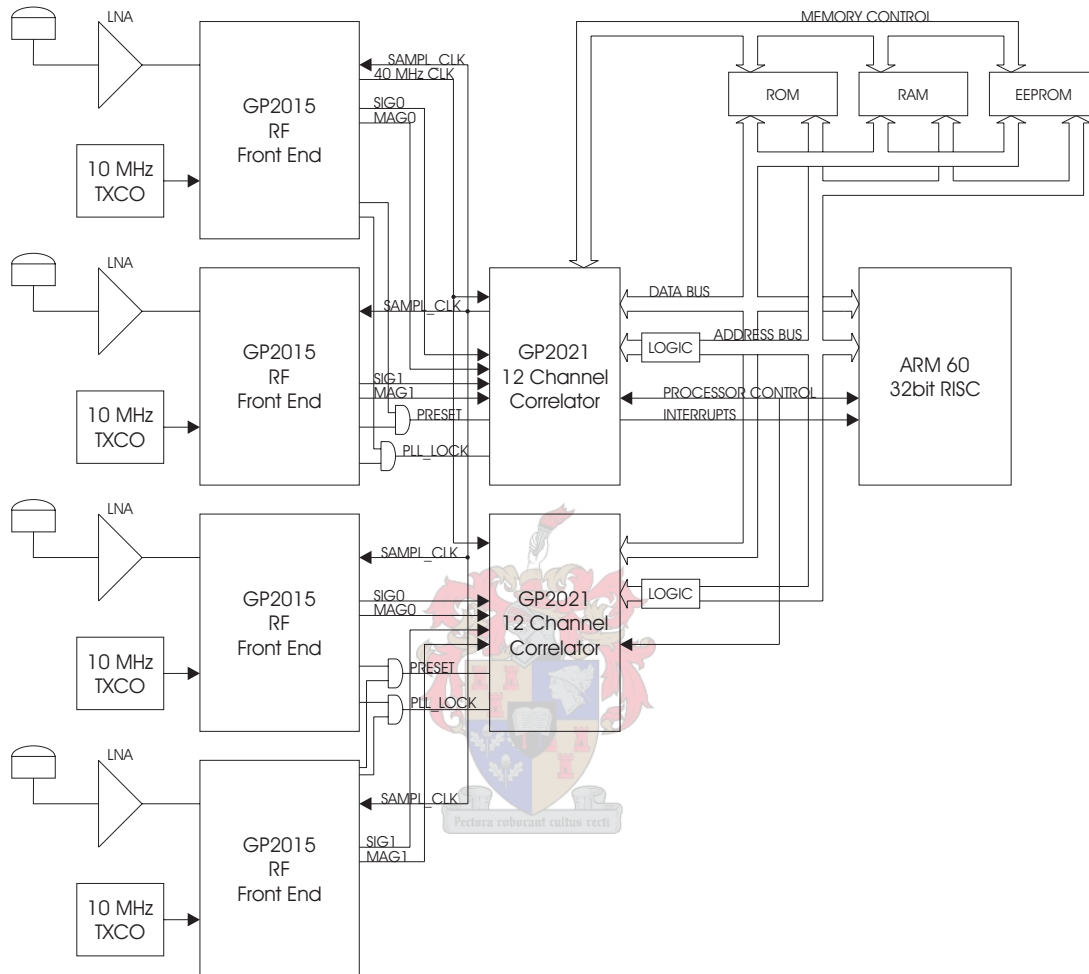 LNA
MEMORY CONTROL
SAMPL_CLK
40 MHz CLK
GP2015
RF
Front End
SIG0
MAG0
ROM
RAM
EEPROM
10 MHz
TXCO
LNA
SAMPL_CLK
GP2015
RF
Front End
SIG1
MAG1
10 MHz
TXCO
PRESET
PLL_LOCK
GP2021
12 Channel
Correlator
DATA BUS
LOGIC
ADDRESS BUS
PROCESSOR CONTROL
INTERRUPTS
ARM 60
32bit RISC
LNA
SAMPL_CLK
GP2015
RF
Front End
SIG0
MAG0
10 MHz
TXCO
PRESET
PLL_LOCK
GP2021
12 Channel
Correlator
LOGIC
LNA
SAMPL_CLK
GP2015
RF
Front End
SIG1
MAG1
10 MHz
TXCO
Pectora roborant cultus recti